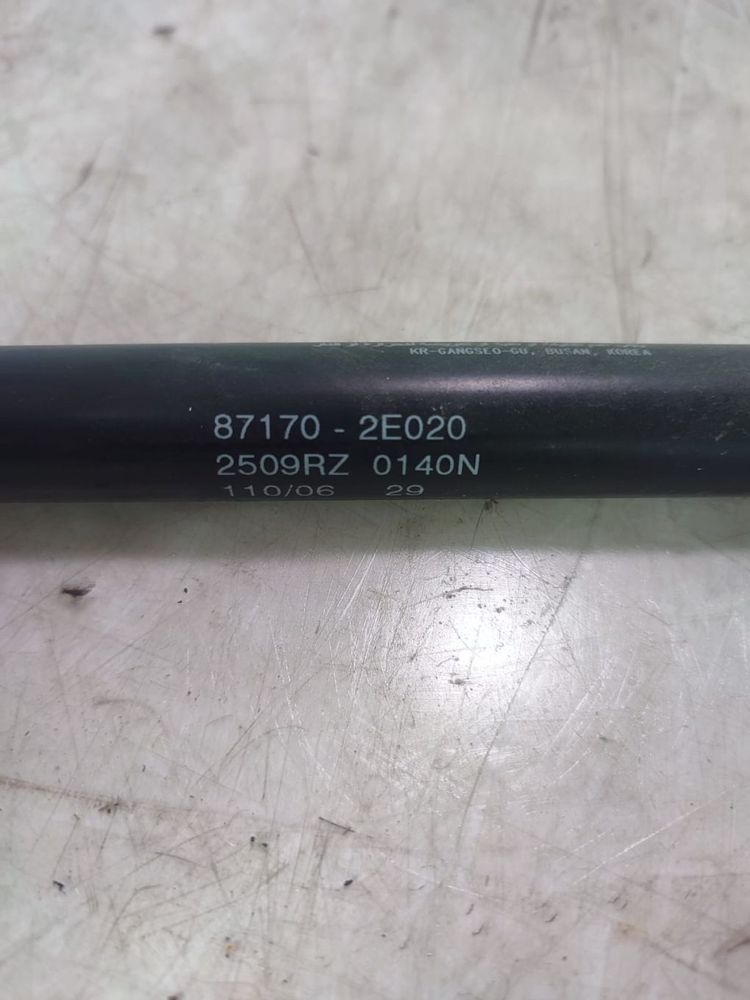 KR-GANGSEO-GU, BUSAN, KOREA
87170 - 2E020
2509RZ 0140N
110/06 29